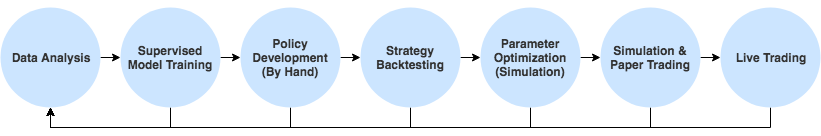 Data Analysis
Supervised
Model Training
Policy
Development
(By Hand)
Strategy
Backtesting
Parameter
Optimization
(Simulation)
Simulation &
Paper Trading
Live Trading